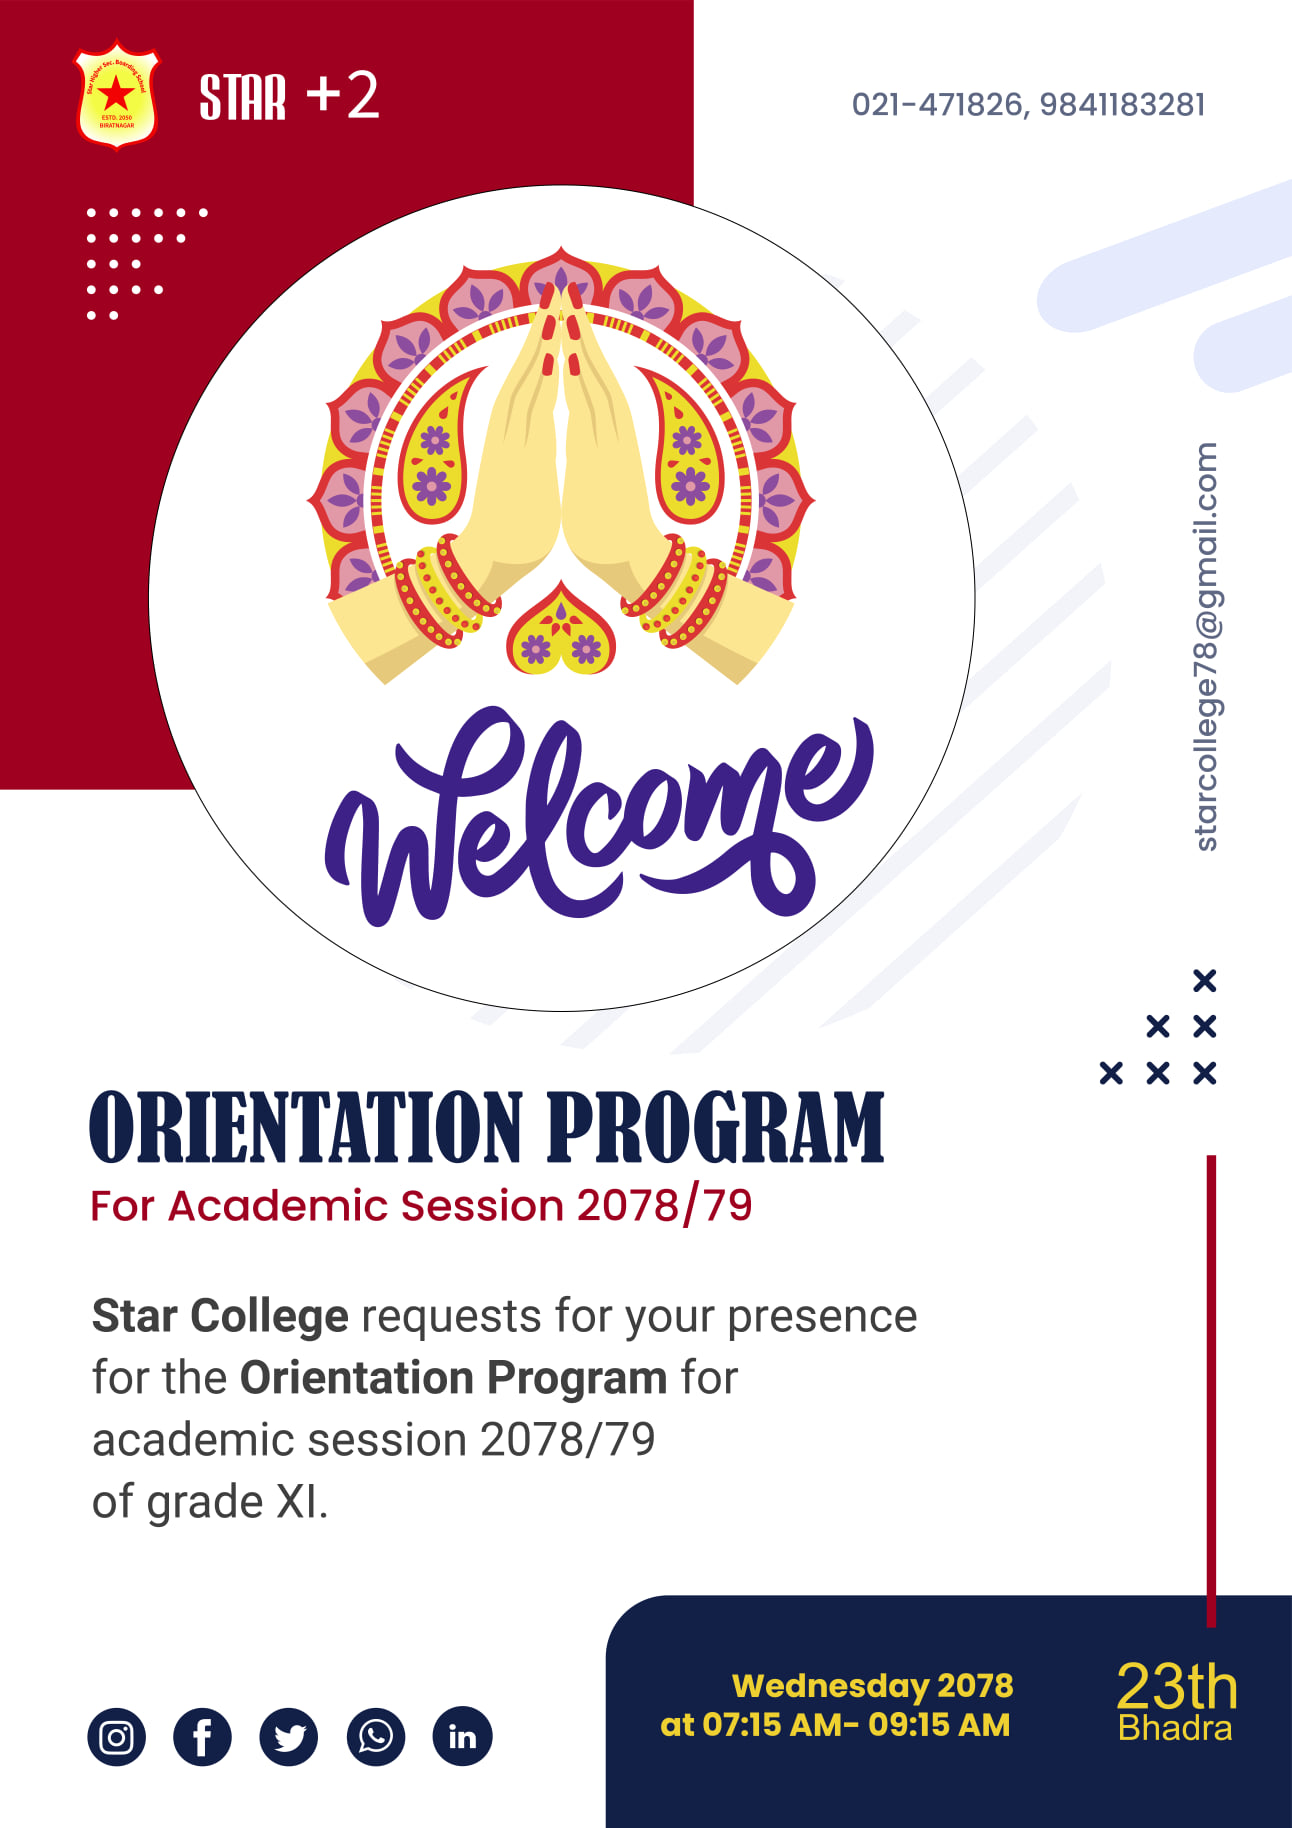 Star Higher Sec. Boarding School
ESTD. 2050
BIRATNAGAR
STAR +2
021-471826, 9841183281
starcollege78@gmail.com
Welcome
ORIENTATION PROGRAM
For Academic Session 2078/79
Star College requests for your presence
for the Orientation Program for
academic session 2078/79
of grade XI.
Wednesday 2078
at 07:15 AM- 09:15 AM
23th
Bhadra
in